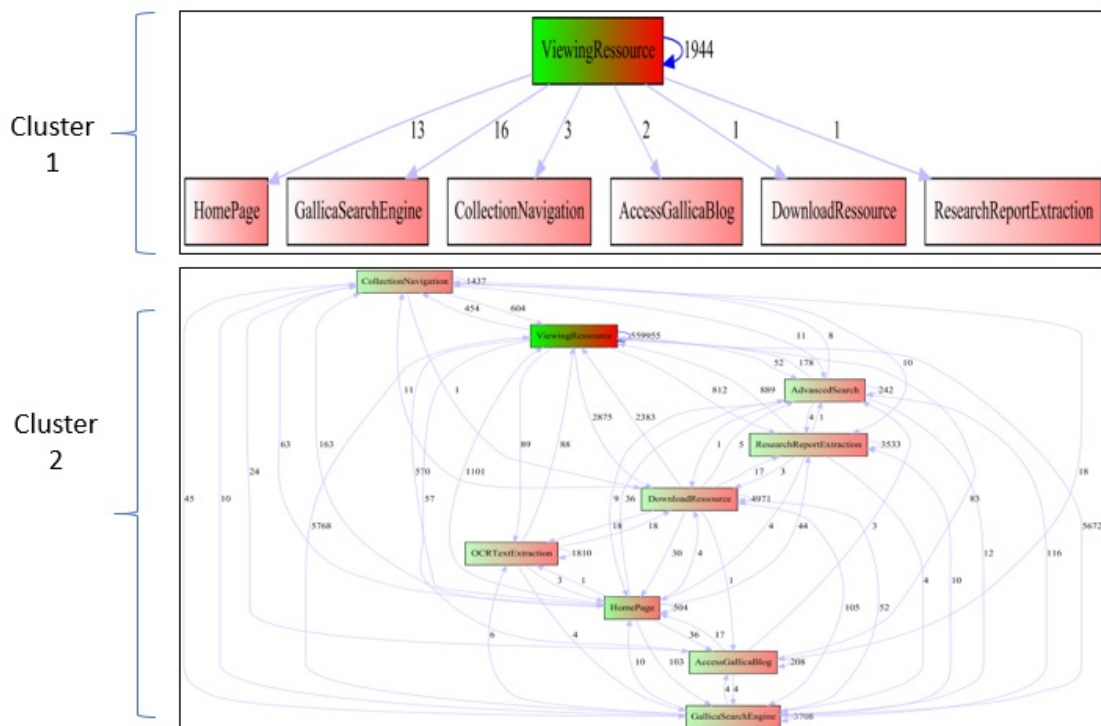 Cluster
1
ViewingRessource
1944
13 16 3 2 1 1
HomePage GallicaSearchEngine CollectionNavigation AccessGallicaBlog DownloadRessource ResearchReportExtraction
Cluster
2
CollectionNavigation 1437
454 604
11 8
ViewingRessource 559955
52 178 10
AdvancedSearch 242
11 1 812 889
2875 2383
4 1
63 163 89 88 1 5
ResearchReportExtraction 3533
24 570 1101 17 3 18
45 10 57 9 36 4 44 3 83
DownloadRessource 4971
5768 18 18 12 116 5672
OCRTextExtraction 1810
30 4
3 1 1 4 10
HomePage 504
105 52
6 4 36 17
AccessGallicaBlog 208
10 103
4 4
GallicaSearchEngine 3708